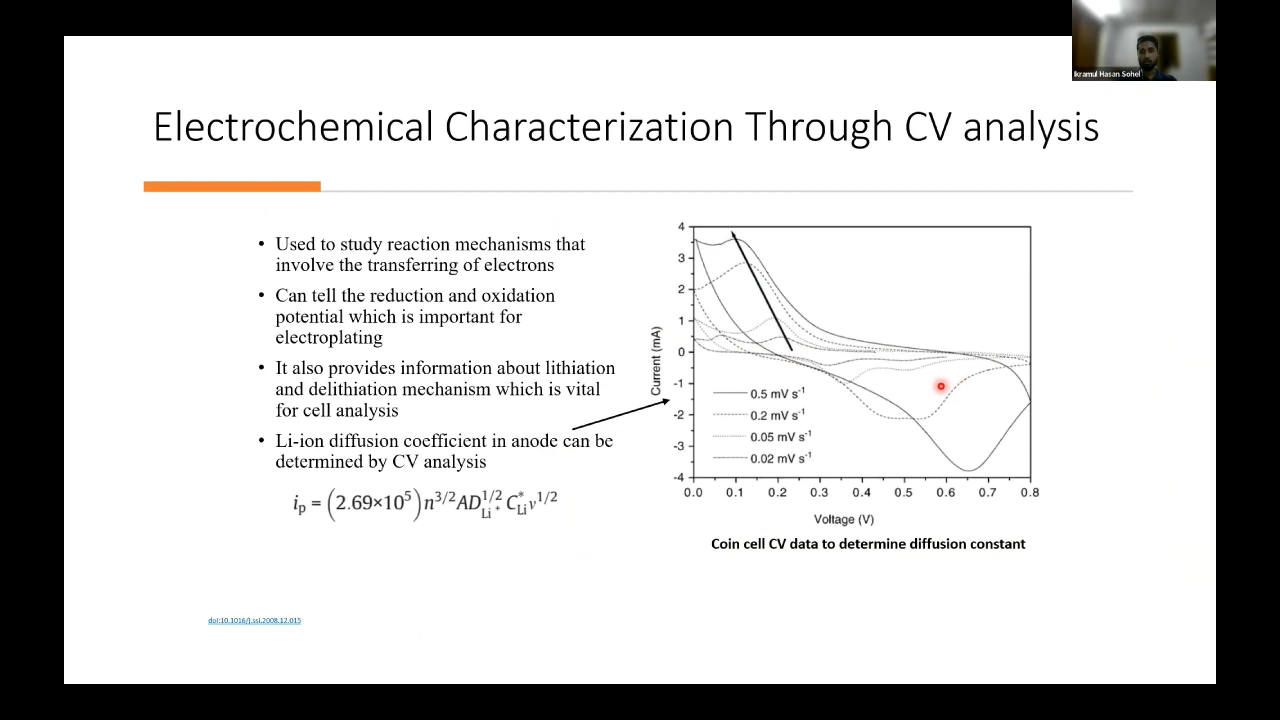 Ikramul Hasan Sohel
Electrochemical Characterization Through CV analysis
• Used to study reaction mechanisms that
involve the transferring of electrons
• Can tell the reduction and oxidation
potential which is important for
electroplating
• It also provides information about lithiation
and delithiation mechanism which is vital
for cell analysis
• Li-ion diffusion coefficient in anode can be
determined by CV analysis
iₚ = (2.69×10⁵) n^3/2 AD_Li⁺^1/2 C*_Li ν^1/2
doi:10.1016/j.ssi.2008.12.015
4
3
2
1
0
-1
-2
-3
-4
Current (mA)
0.5 mV s⁻¹
0.2 mV s⁻¹
0.05 mV s⁻¹
0.02 mV s⁻¹
0.0 0.1 0.2 0.3 0.4 0.5 0.6 0.7 0.8
Voltage (V)
Coin cell CV data to determine diffusion constant